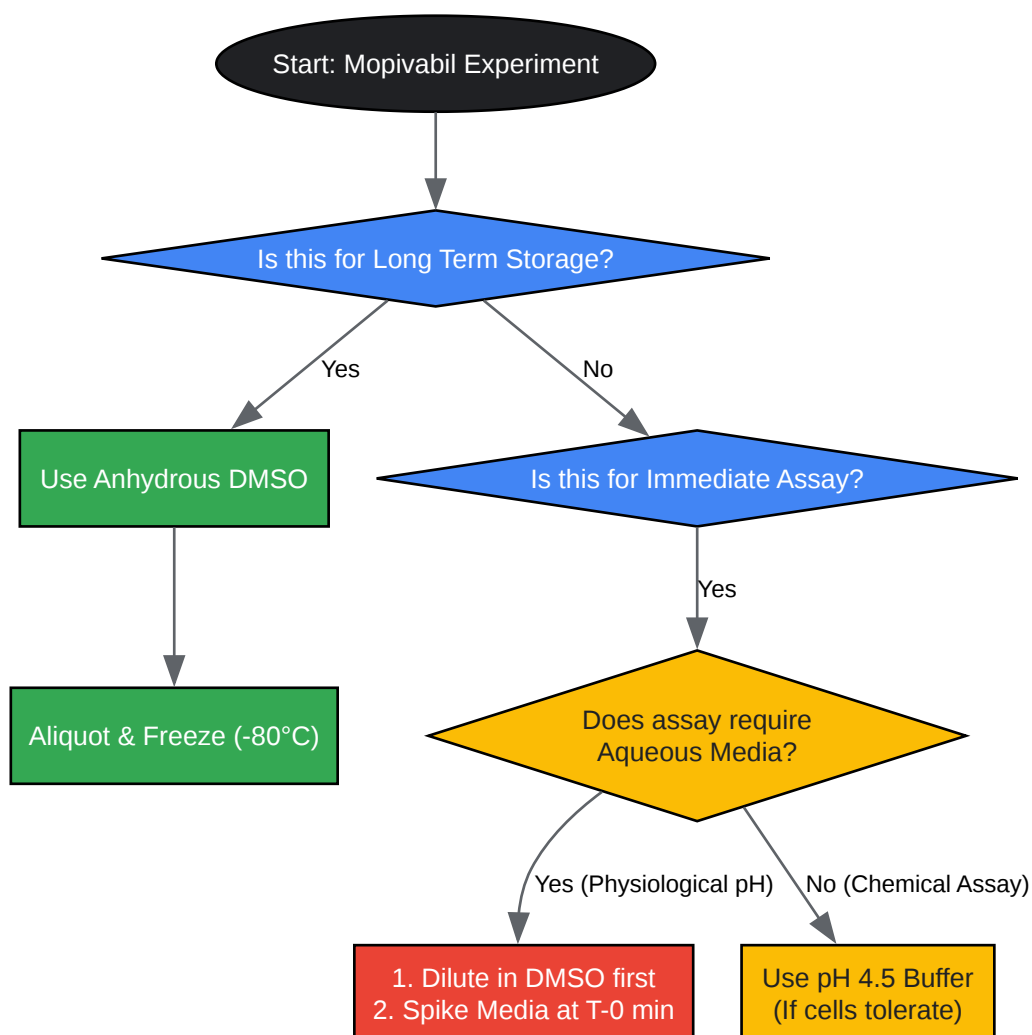 Start: Mopivabil Experiment
Is this for Long Term Storage?
Yes
No
Use Anhydrous DMSO
Is this for Immediate Assay?
Yes
Aliquot & Freeze (-80°C)
Does assay require
Aqueous Media?
Yes (Physiological pH)
No (Chemical Assay)
1. Dilute in DMSO first
2. Spike Media at T-0 min
Use pH 4.5 Buffer
(If cells tolerate)